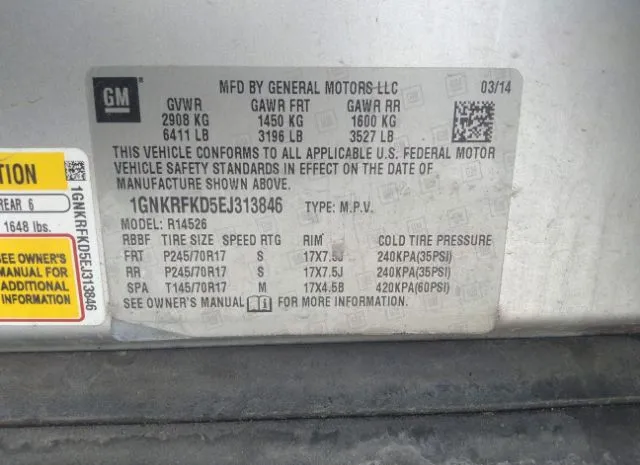 GM
MFD BY GENERAL MOTORS LLC 03/14
GVWR GAWR FRT GAWR RR
2908 KG 1450 KG 1600 KG
6411 LB 3196 LB 3527 LB
THIS VEHICLE CONFORMS TO ALL APPLICABLE U.S. FEDERAL MOTOR
VEHICLE SAFETY STANDARDS IN EFFECT ON THE DATE OF
MANUFACTURE SHOWN ABOVE.
1GNKRFKD5EJ313846 TYPE: M.P.V.
MODEL: R14526
RBBF TIRE SIZE SPEED RTG RIM COLD TIRE PRESSURE
FRT P245/70R17 S 17X7.5J 240KPA(35PSI)
RR P245/70R17 S 17X7.5J 240KPA(35PSI)
SPA T145/70R17 M 17X4.5B 420KPA(60PSI)
SEE OWNER'S MANUAL FOR MORE INFORMATION.
ATION
REAR 6
1648 lbs.
SEE OWNER'S
MANUAL FOR
ADDITIONAL
1GNKRFKD5EJ313846